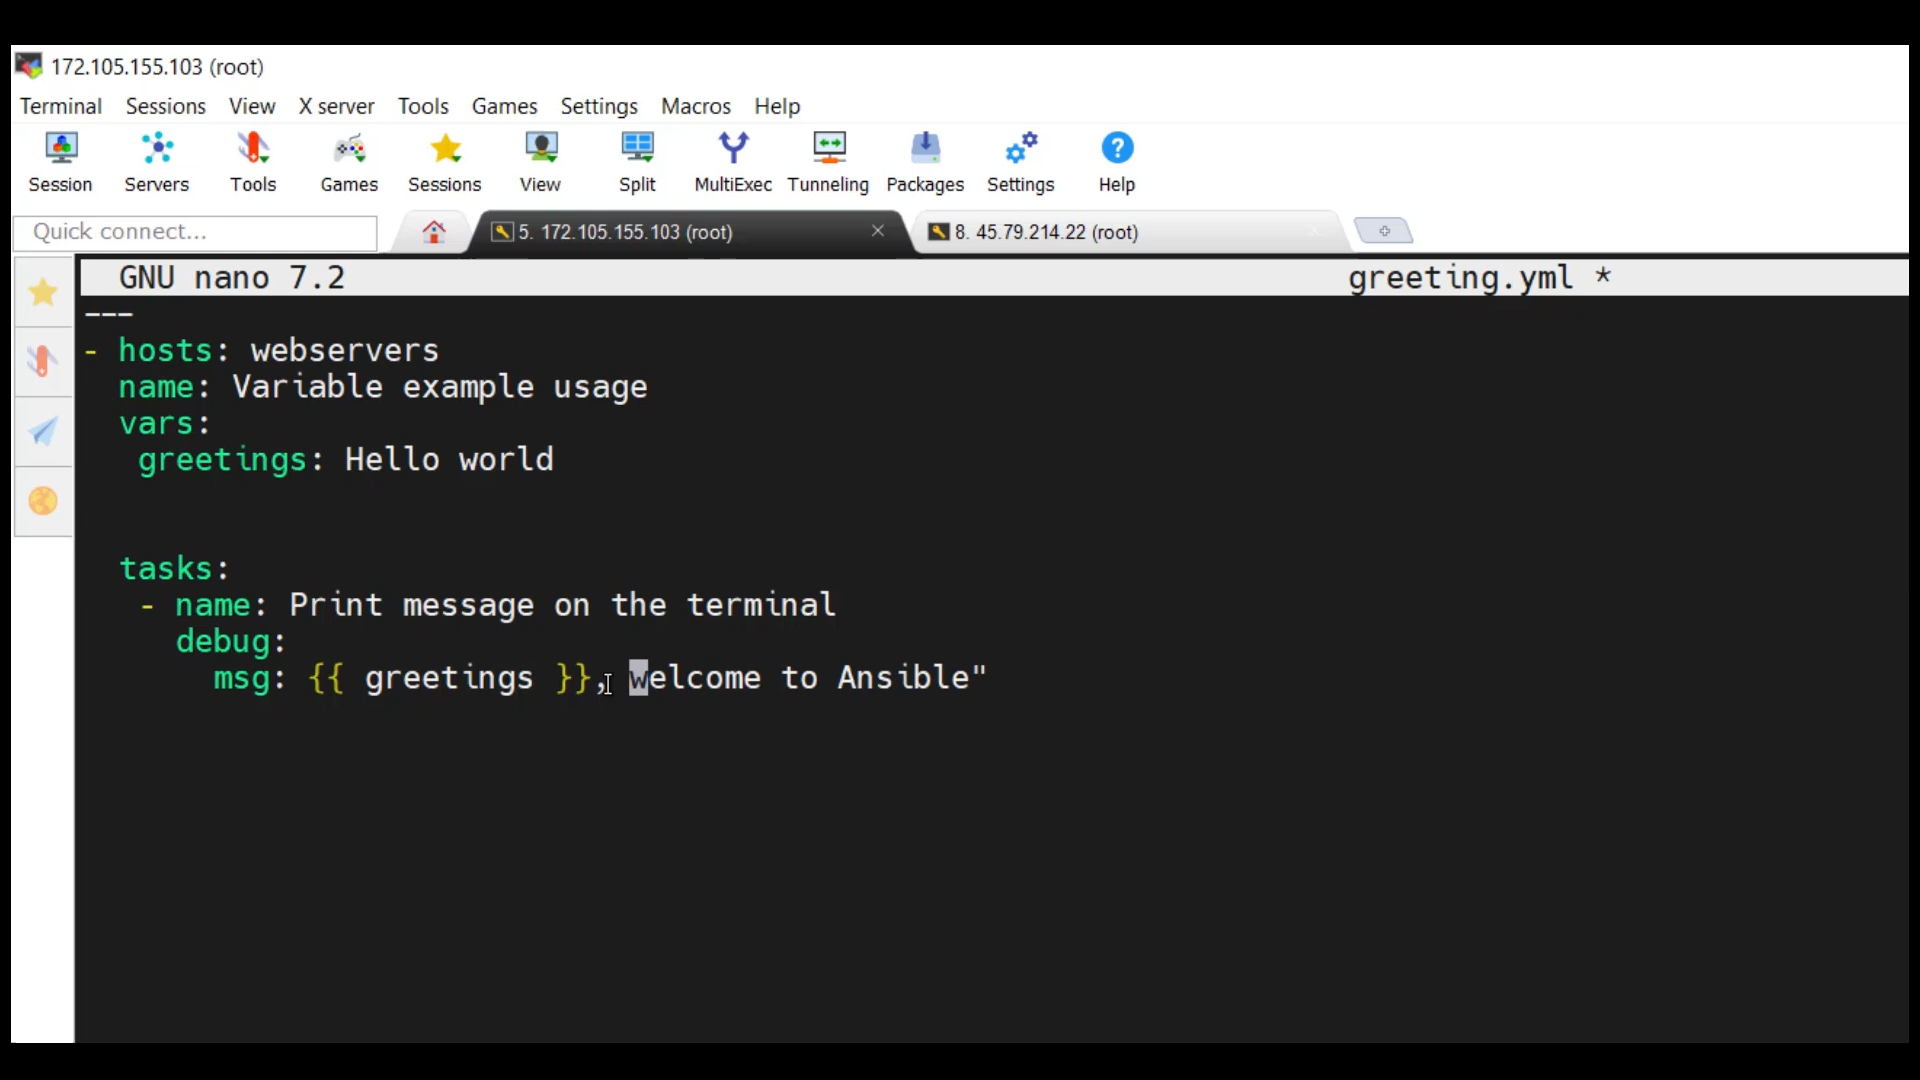 172.105.155.103 (root)
Terminal Sessions View X server Tools Games Settings Macros Help
Session Servers Tools Games Sessions View Split MultiExec Tunneling Packages Settings Help
Quick connect... 5. 172.105.155.103 (root) 8. 45.79.214.22 (root)
GNU nano 7.2 greeting.yml *
---
- hosts: webservers
  name: Variable example usage
  vars:
   greetings: Hello world
  tasks:
   - name: Print message on the terminal
     debug:
       msg: {{ greetings }}, welcome to Ansible"